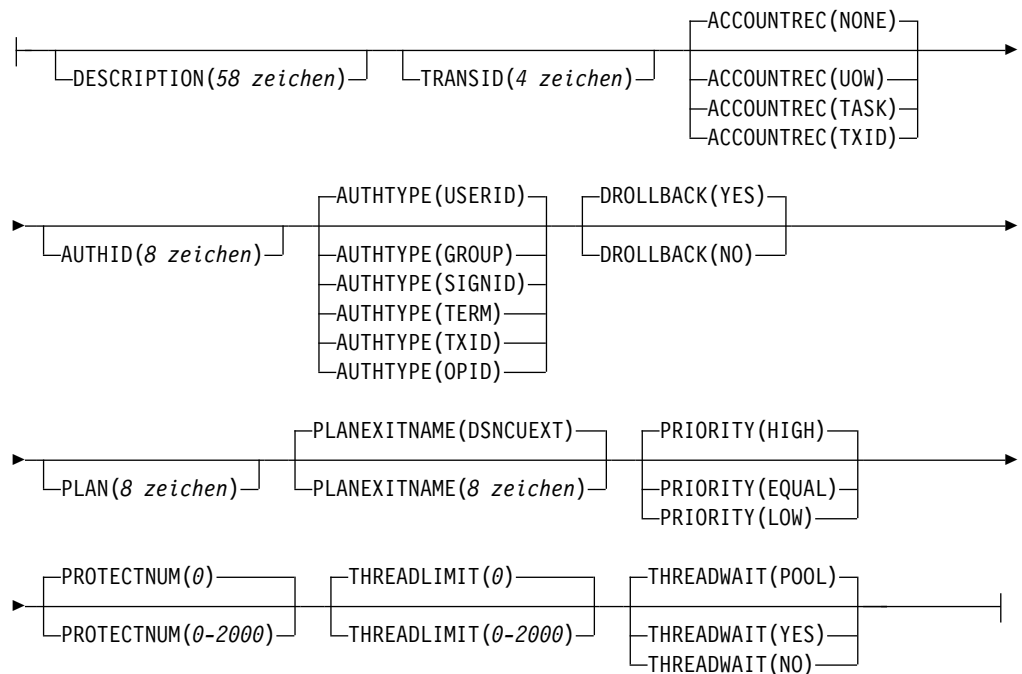 ACCOUNTREC(NONE)
DESCRIPTION(58 zeichen) TRANSID(4 zeichen) ACCOUNTREC(UOW)
ACCOUNTREC(TASK)
ACCOUNTREC(TXID)
AUTHTYPE(USERID) DROLLBACK(YES)
AUTHID(8 zeichen) AUTHTYPE(GROUP) DROLLBACK(NO)
AUTHTYPE(SIGNID)
AUTHTYPE(TERM)
AUTHTYPE(TXID)
AUTHTYPE(OPID)
PLANEXITNAME(DSNCUEXT) PRIORITY(HIGH)
PLAN(8 zeichen) PLANEXITNAME(8 zeichen) PRIORITY(EQUAL)
PRIORITY(LOW)
PROTECTNUM(0) THREADLIMIT(0) THREADWAIT(POOL)
PROTECTNUM(0-2000) THREADLIMIT(0-2000) THREADWAIT(YES)
THREADWAIT(NO)